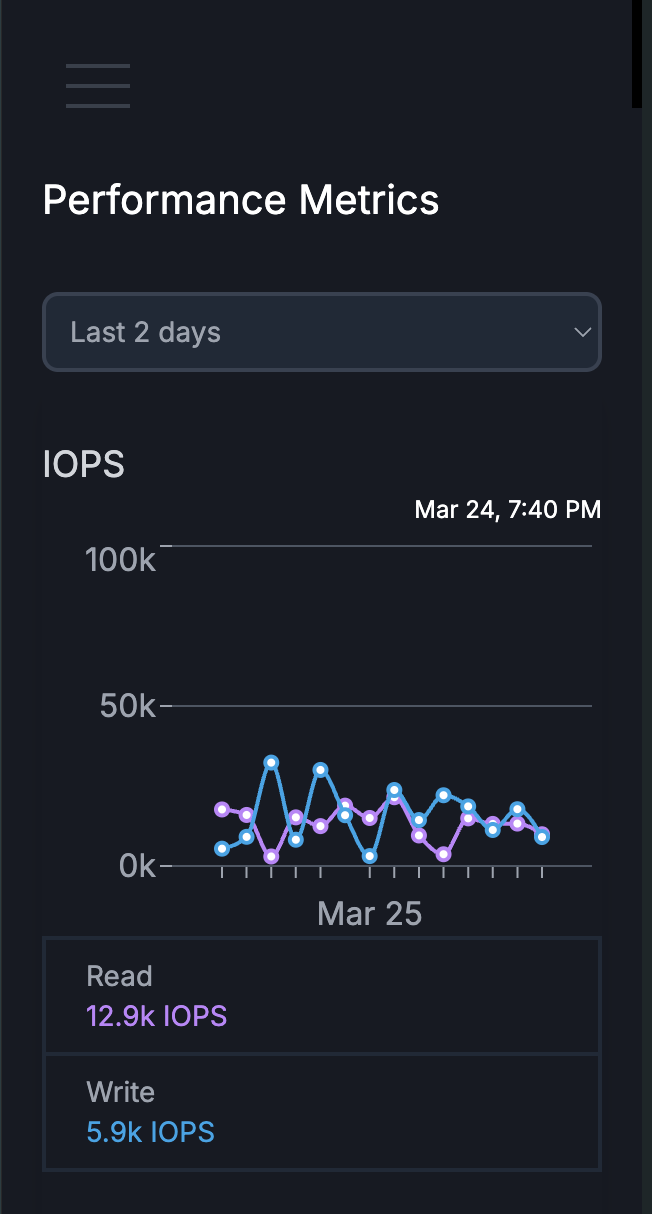 Performance Metrics
Last 2 days
IOPS
Mar 24, 7:40 PM
100k
50k
0k
Mar 25
Read
12.9k IOPS
Write
5.9k IOPS